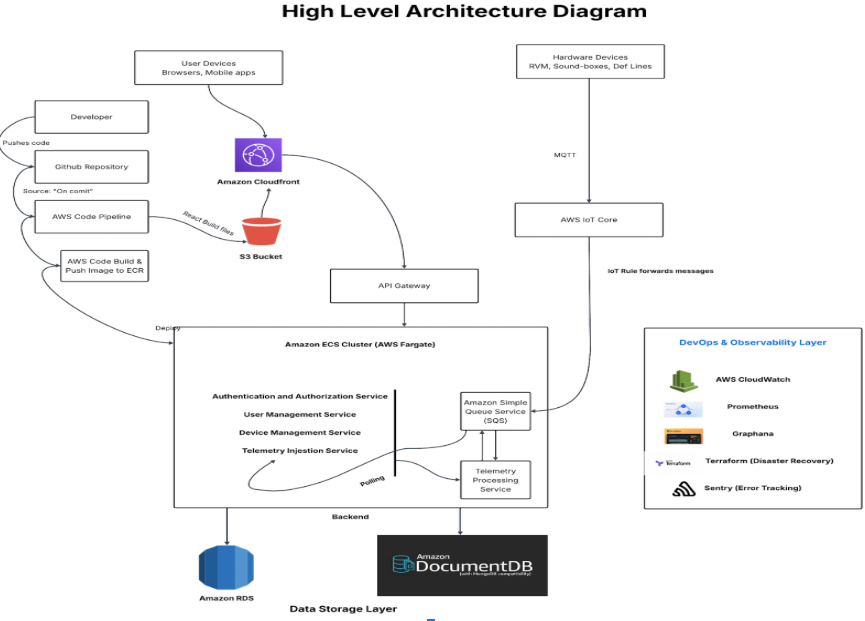 High Level Architecture Diagram
User Devices
Browsers, Mobile apps
Hardware Devices
RVM, Sound-boxes, Def Lines
Developer
Pushes code
Github Repository
Source: "On comit"
AWS Code Pipeline
React Build files
AWS Code Build &
Push Image to ECR
Deploy
Amazon Cloudfront
S3 Bucket
MQTT
AWS IoT Core
IoT Rule forwards messages
API Gateway
Amazon ECS Cluster (AWS Fargate)
Authentication and Authorization Service
User Management Service
Device Management Service
Telemetry Injestion Service
Polling
Amazon Simple
Queue Service
(SQS)
Telemetry
Processing
Service
Backend
DevOps & Observability Layer
AWS CloudWatch
Prometheus
Graphana
Terraform
Terraform (Disaster Recovery)
Sentry (Error Tracking)
Amazon RDS
Amazon
DocumentDB
(with MongoDB compatibility)
Data Storage Layer